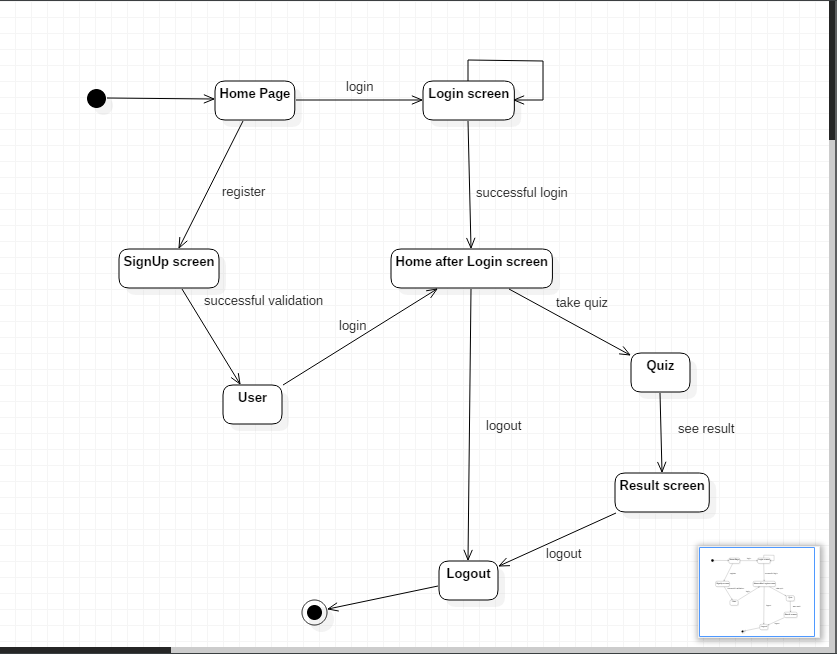 login
Home Page
Login screen
register
successful login
SignUp screen
Home after Login screen
successful validation
take quiz
login
Quiz
User
logout
see result
Result screen
logout
Logout